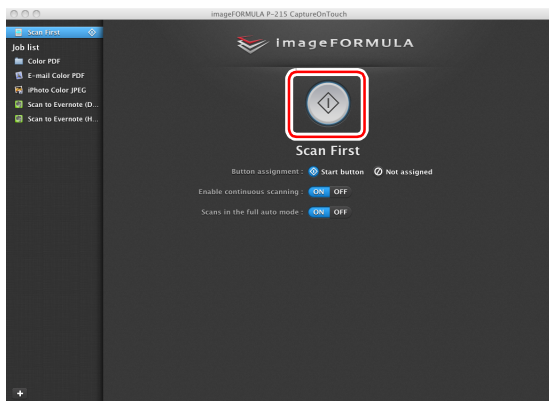 imageFORMULA P-215 CaptureOnTouch
Scan First
Job list
Color PDF
E-mail Color PDF
iPhoto Color JPEG
Scan to Evernote (D...
Scan to Evernote (H...
imageFORMULA
Scan First
Button assignment : Start button Not assigned
Enable continuous scanning : ON OFF
Scans in the full auto mode : ON OFF